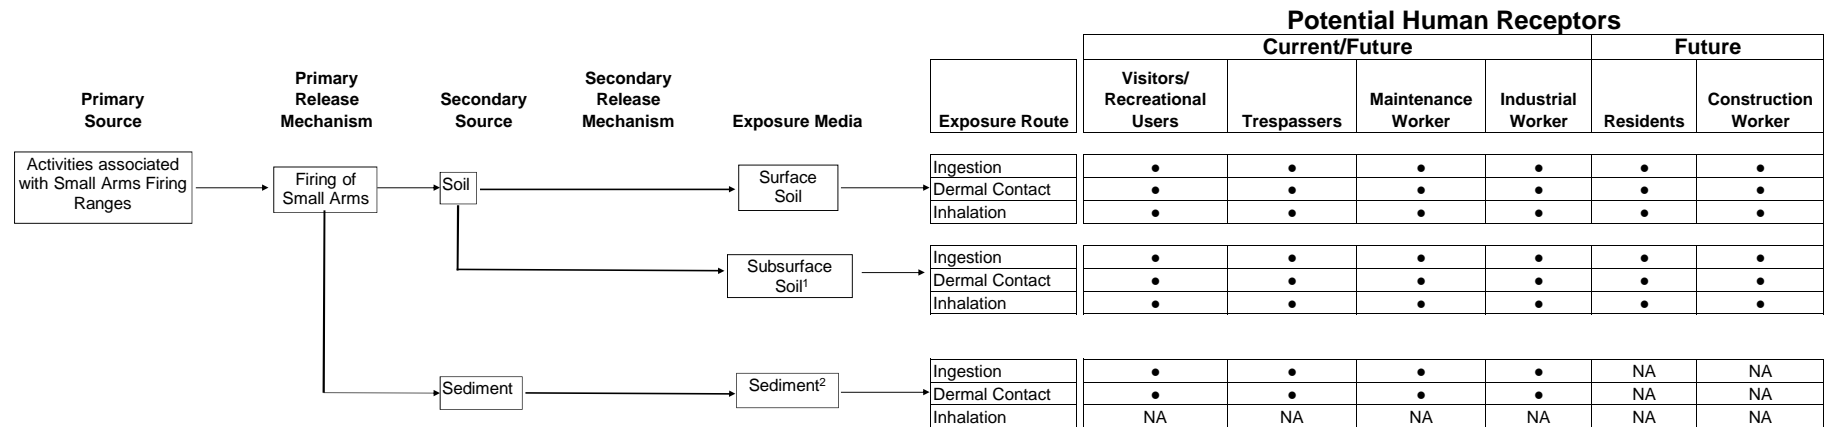 Potential Human Receptors
Current/Future Future
Primary Source
Primary Release Mechanism
Secondary Source
Secondary Release Mechanism
Exposure Media
Exposure Route
Visitors/ Recreational Users
Trespassers
Maintenance Worker
Industrial Worker
Residents
Construction Worker
Activities associated
with Small Arms Firing
Ranges
Firing of
Small Arms
Soil
Surface
Soil
Ingestion ● ● ● ● ● ●
Dermal Contact ● ● ● ● ● ●
Inhalation ● ● ● ● ● ●
Subsurface
Soil¹
Ingestion ● ● ● ● ● ●
Dermal Contact ● ● ● ● ● ●
Inhalation ● ● ● ● ● ●
Sediment
Sediment²
Ingestion ● ● ● ● NA NA
Dermal Contact ● ● ● ● NA NA
Inhalation NA NA NA NA NA NA